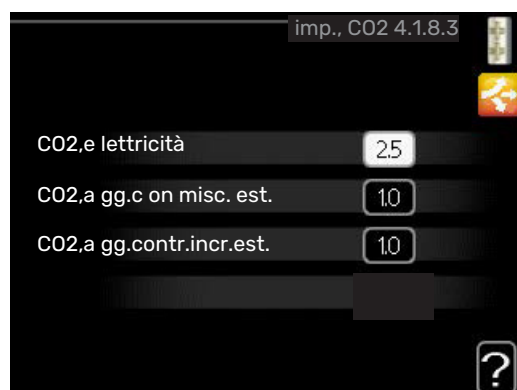 imp., CO2 4.1.8.3
CO2,e lettricità
2.5
CO2,a gg.c on misc. est.
1.0
CO2,a gg.contr.incr.est.
1.0
?